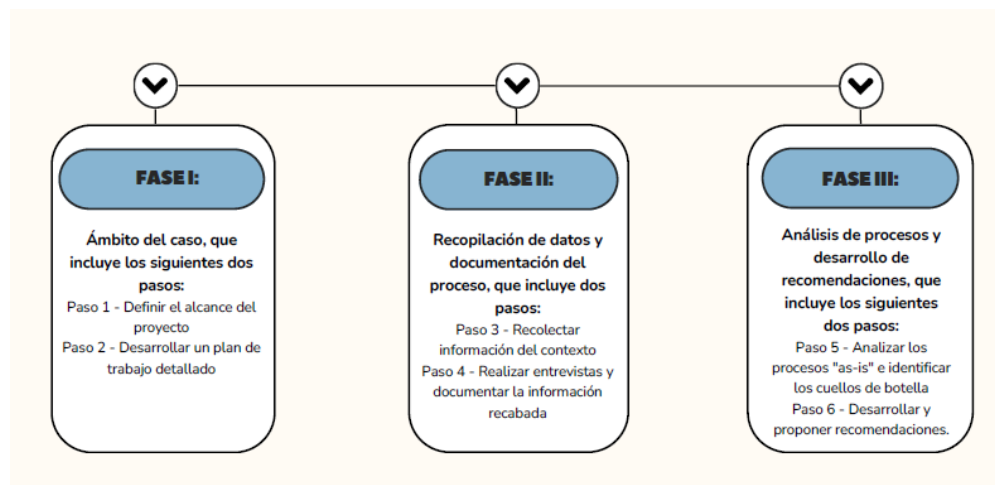 FASE I:
Ámbito del caso, que
incluye los siguientes dos
pasos:
Paso 1 - Definir el alcance del
proyecto
Paso 2 - Desarrollar un plan de
trabajo detallado
FASE II:
Recopilación de datos y
documentación del
proceso, que incluye dos
pasos:
Paso 3 - Recolectar
información del contexto
Paso 4 - Realizar entrevistas y
documentar la información
recabada
FASE III:
Análisis de procesos y
desarrollo de
recomendaciones, que
incluye los siguientes
dos pasos:
Paso 5 - Analizar los
procesos "as-is" e identificar
los cuellos de botella
Paso 6 - Desarrollar y
proponer recomendaciones.